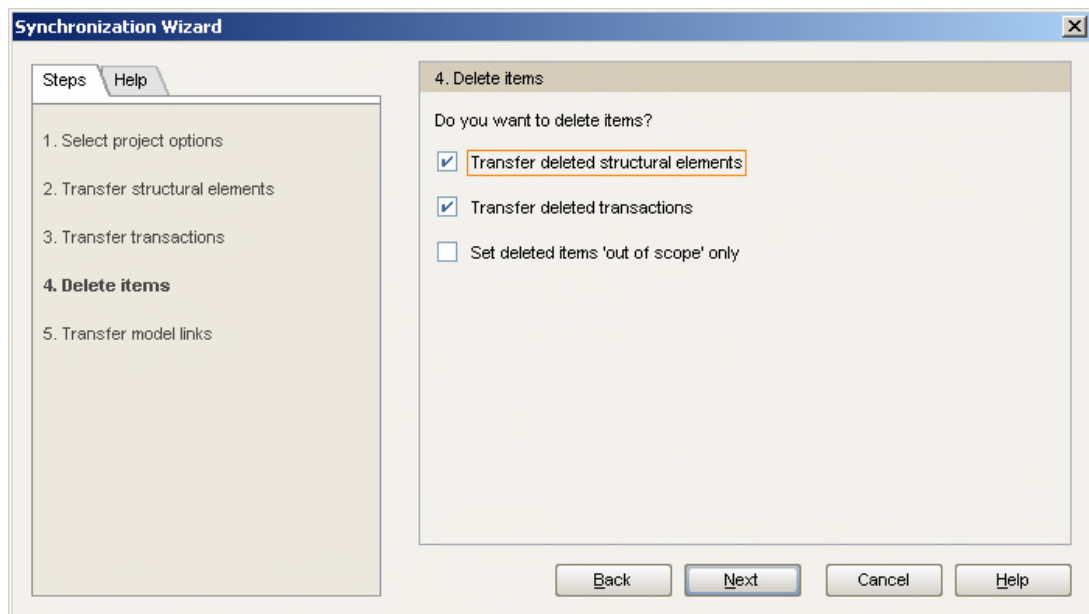 Synchronization Wizard
Steps
Help
1. Select project options
2. Transfer structural elements
3. Transfer transactions
4. Delete items
5. Transfer model links
4. Delete items
Do you want to delete items?
Transfer deleted structural elements
Transfer deleted transactions
Set deleted items 'out of scope' only
Back
Next
Cancel
Help